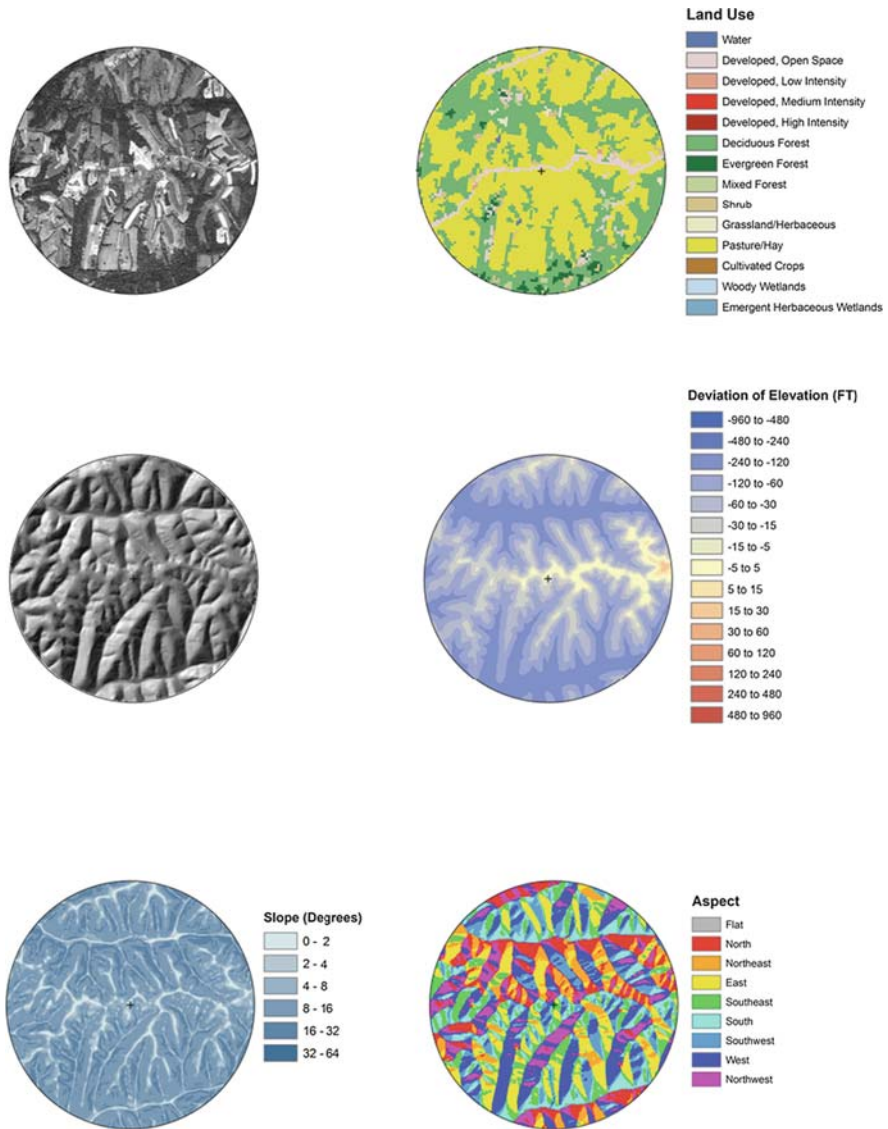 Land Use
Water
Developed, Open Space
Developed, Low Intensity
Developed, Medium Intensity
Developed, High Intensity
Deciduous Forest
Evergreen Forest
Mixed Forest
Shrub
Grassland/Herbaceous
Pasture/Hay
Cultivated Crops
Woody Wetlands
Emergent Herbaceous Wetlands
Deviation of Elevation (FT)
-960 to -480
-480 to -240
-240 to -120
-120 to -60
-60 to -30
-30 to -15
-15 to -5
-5 to 5
5 to 15
15 to 30
30 to 60
60 to 120
120 to 240
240 to 480
480 to 960
Slope (Degrees)
0 - 2
2 - 4
4 - 8
8 - 16
16 - 32
32 - 64
Aspect
Flat
North
Northeast
East
Southeast
South
Southwest
West
Northwest